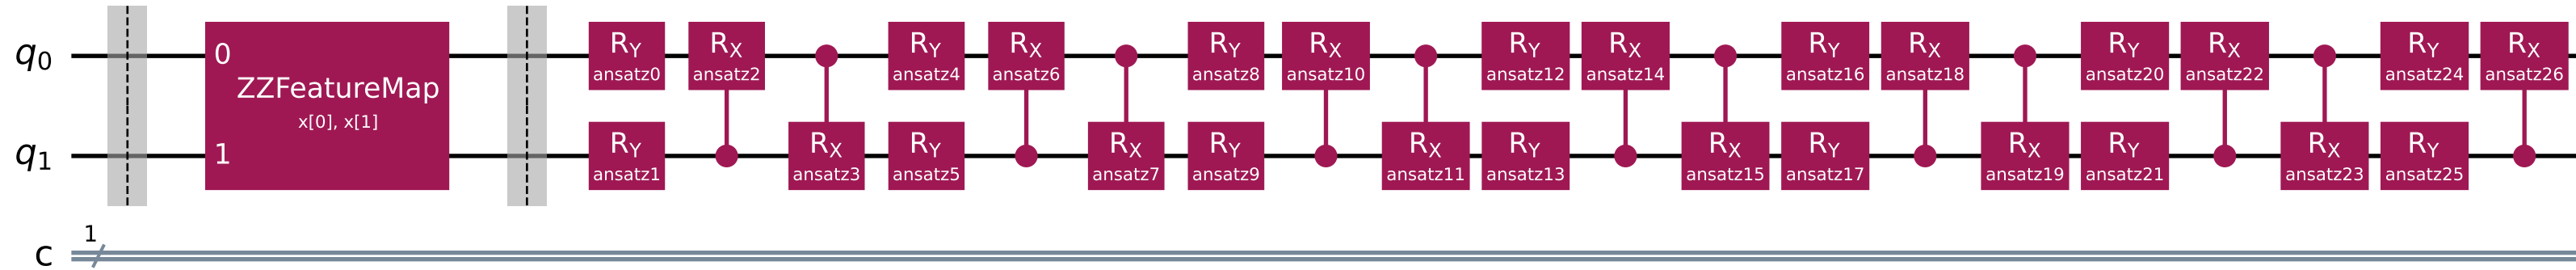 q0
0
ZZFeatureMap
x[0], x[1]
1
RY
ansatz0
RX
ansatz2
RY
ansatz4
RX
ansatz6
RY
ansatz8
RX
ansatz10
RY
ansatz12
RX
ansatz14
RY
ansatz16
RX
ansatz18
RY
ansatz20
RX
ansatz22
RY
ansatz24
RX
ansatz26
q1
RY
ansatz1
RX
ansatz3
RY
ansatz5
RX
ansatz7
RY
ansatz9
RX
ansatz11
RY
ansatz13
RX
ansatz15
RY
ansatz17
RX
ansatz19
RY
ansatz21
RX
ansatz23
RY
ansatz25
c
1